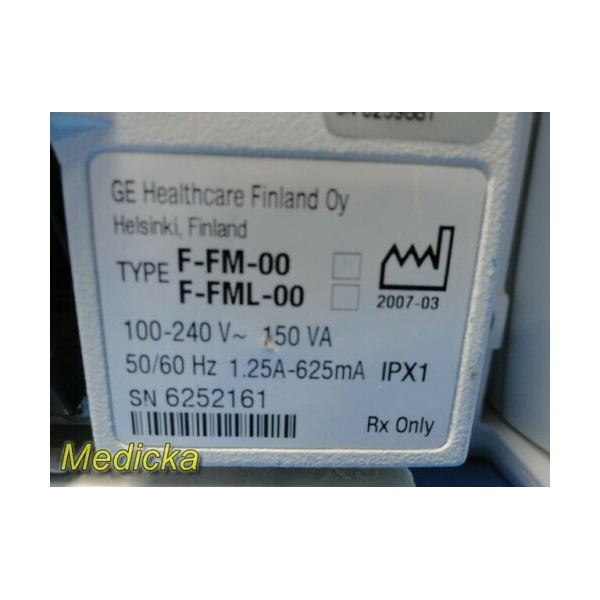 GE Healthcare Finland Oy
Helsinki, Finland
TYPE F-FM-00
F-FML-00
2007-03
100-240 V~ 150 VA
50/60 Hz 1.25A-625mA IPX1
SN 6252161
Rx Only
Medicka